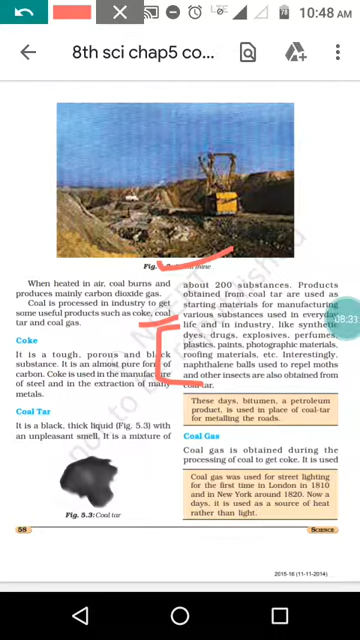 10:48 AM
8th sci chap5 co...
When heated in air, coal burns and
produces mainly carbon dioxide gas.
Coal is processed in industry to get
some useful products such as coke, coal
tar and coal gas.
Coke
It is a tough, porous and black
substance. It is an almost pure form of
carbon. Coke is used in the manufacture
of steel and in the extraction of many
metals.
Coal Tar
It is a black, thick liquid (Fig. 5.3) with
an unpleasant smell. It is a mixture of
Fig. 5.3: Coal tar
about 200 substances. Products
obtained from coal tar are used as
starting materials for manufacturing
various substances used in everyday
life and in industry, like synthetic
dyes, drugs, explosives, perfumes,
plastics, paints, photographic materials,
roofing materials, etc. Interestingly,
naphthalene balls used to repel moths
and other insects are also obtained from
tar.
These days, bitumen, a petroleum
product, is used in place of coal-tar
for metalling the roads.
Coal Gas
Coal gas is obtained during the
processing of coal to get coke. It is used
Coal gas was used for street lighting
for the first time in London in 1810
and in New York around 1820. Now a
days, it is used as a source of heat
rather than light.
08:33
58
SCIENCE
2015-16 (11-11-2014)